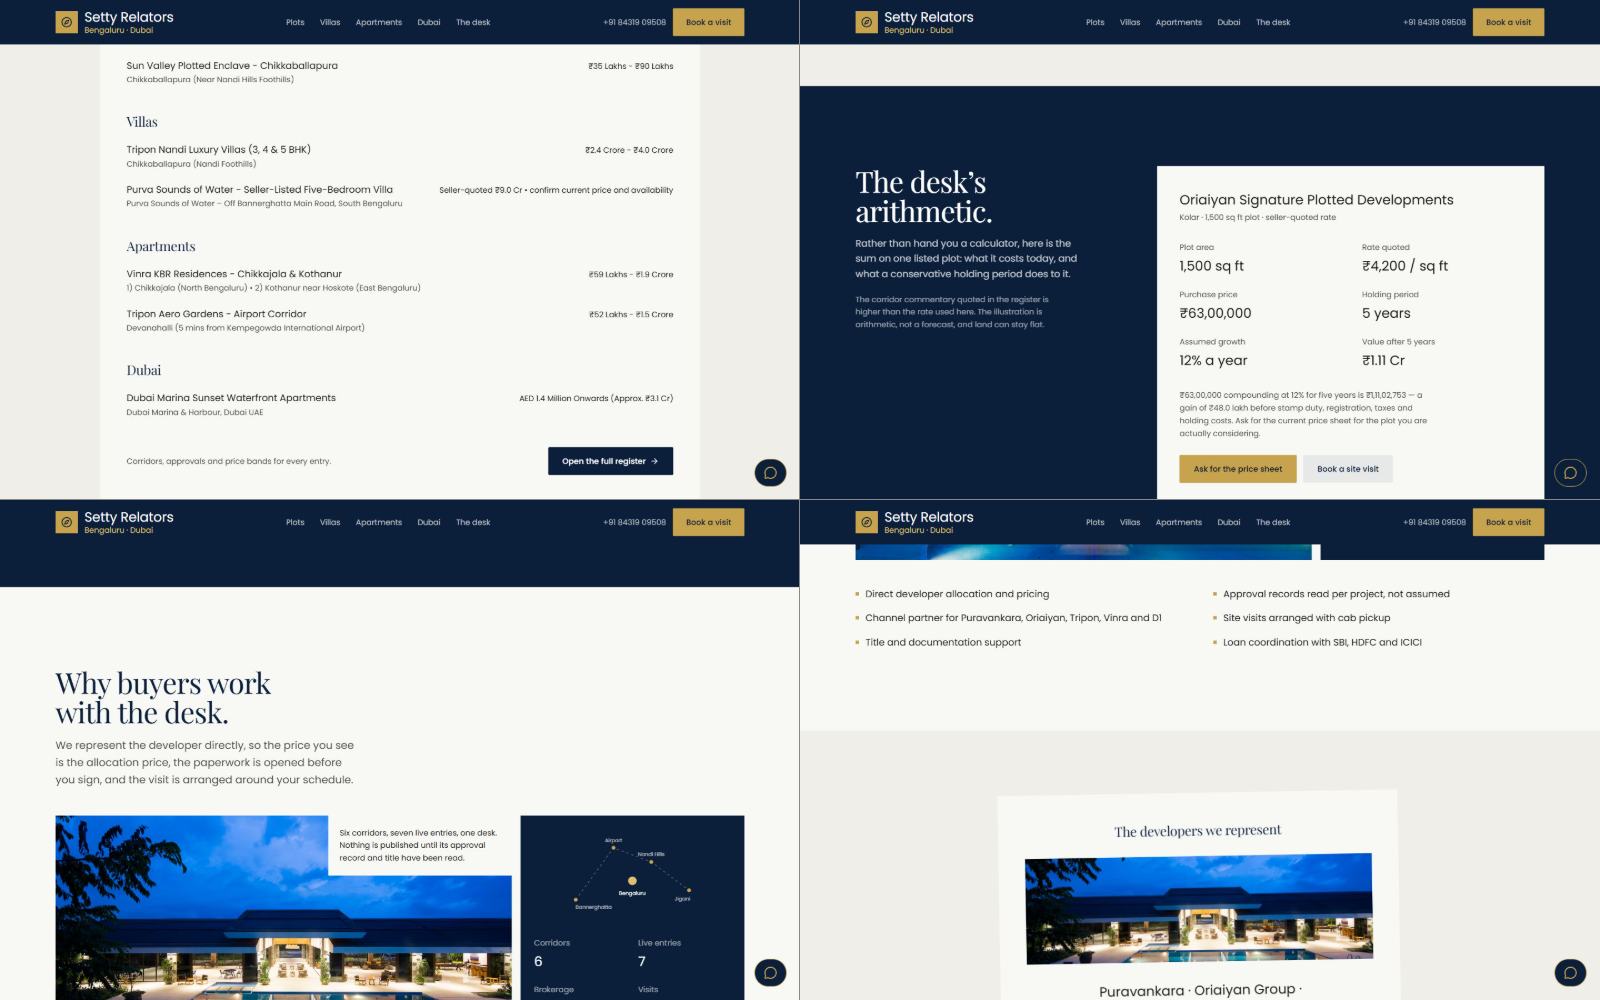 Setty Relators
Bengaluru · Dubai
Plots Villas Apartments Dubai The desk
+91 84319 09508
Book a visit
Sun Valley Plotted Enclave - Chikkaballapura
₹35 Lakhs - ₹90 Lakhs
Chikkaballapura (Near Nandi Hills Foothills)
Villas
Tripon Nandi Luxury Villas (3, 4 & 5 BHK)
₹2.4 Crore - ₹4.0 Crore
Chikkaballapura (Nandi Foothills)
Purva Sounds of Water - Seller-Listed Five-Bedroom Villa
Seller-quoted ₹9.0 Cr • confirm current price and availability
Purva Sounds of Water – Off Bannerghatta Main Road, South Bengaluru
Apartments
Vinra KBR Residences - Chikkajala & Kothanur
₹59 Lakhs - ₹1.9 Crore
1) Chikkajala (North Bengaluru) • 2) Kothanur near Hoskote (East Bengaluru)
Tripon Aero Gardens - Airport Corridor
₹52 Lakhs - ₹1.5 Crore
Devanahalli (5 mins from Kempegowda International Airport)
Dubai
Dubai Marina Sunset Waterfront Apartments
AED 1.4 Million Onwards (Approx. ₹3.1 Cr)
Dubai Marina & Harbour, Dubai UAE
Corridors, approvals and price bands for every entry.
Open the full register →
Setty Relators
Bengaluru · Dubai
Plots Villas Apartments Dubai The desk
+91 84319 09508
Book a visit
The desk’s
arithmetic.
Rather than hand you a calculator, here is the
sum on one listed plot: what it costs today, and
what a conservative holding period does to it.
The corridor commentary quoted in the register is
higher than the rate used here. The illustration is
arithmetic, not a forecast, and land can stay flat.
Oriaiyan Signature Plotted Developments
Kolar · 1,500 sq ft plot · seller-quoted rate
Plot area
1,500 sq ft
Rate quoted
₹4,200 / sq ft
Purchase price
₹63,00,000
Holding period
5 years
Assumed growth
12% a year
Value after 5 years
₹1.11 Cr
₹63,00,000 compounding at 12% for five years is ₹1,11,02,753 — a
gain of ₹48.0 lakh before stamp duty, registration, taxes and
holding costs. Ask for the current price sheet for the plot you are
actually considering.
Ask for the price sheet
Book a site visit
Setty Relators
Bengaluru · Dubai
Plots Villas Apartments Dubai The desk
+91 84319 09508
Book a visit
Why buyers work
with the desk.
We represent the developer directly, so the price you see
is the allocation price, the paperwork is opened before
you sign, and the visit is arranged around your schedule.
Six corridors, seven live entries, one desk.
Nothing is published until its approval
record and title have been read.
Airport
Nandi Hills
Bengaluru
Jigani
Bannerghatta
Corridors
6
Live entries
7
Brokerage
Visits
Setty Relators
Bengaluru · Dubai
Plots Villas Apartments Dubai The desk
+91 84319 09508
Book a visit
Direct developer allocation and pricing
Approval records read per project, not assumed
Channel partner for Puravankara, Oriaiyan, Tripon, Vinra and D1
Site visits arranged with cab pickup
Title and documentation support
Loan coordination with SBI, HDFC and ICICI
The developers we represent
Puravankara · Oriaiyan Group ·